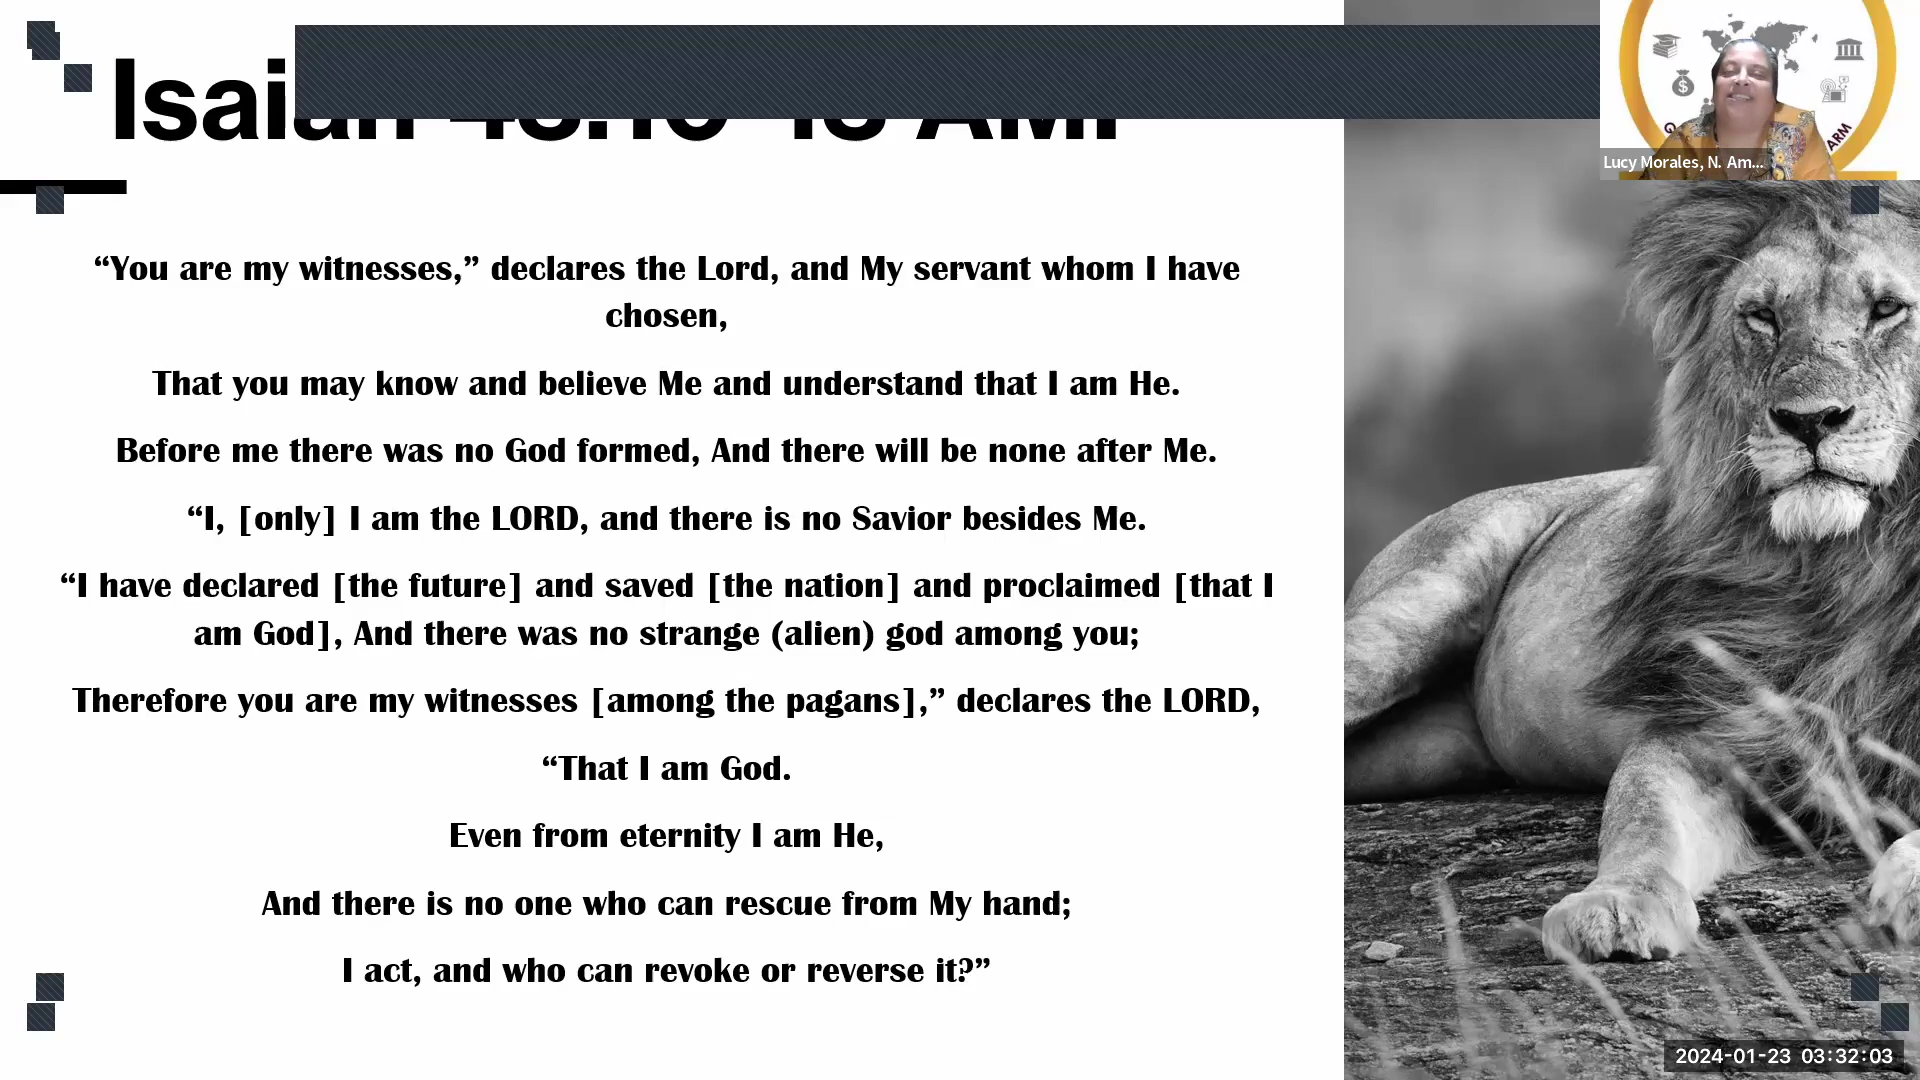 “You are my witnesses,” declares the Lord, and My servant whom I have
chosen,
That you may know and believe Me and understand that I am He.
Before me there was no God formed, And there will be none after Me.
“I, [only] I am the LORD, and there is no Savior besides Me.
“I have declared [the future] and saved [the nation] and proclaimed [that I
am God], And there was no strange (alien) god among you;
Therefore you are my witnesses [among the pagans],” declares the LORD,
“That I am God.
Even from eternity I am He,
And there is no one who can rescue from My hand;
I act, and who can revoke or reverse it?”
ARM
Lucy Morales, N. Am...
2024-01-23 03:32:03